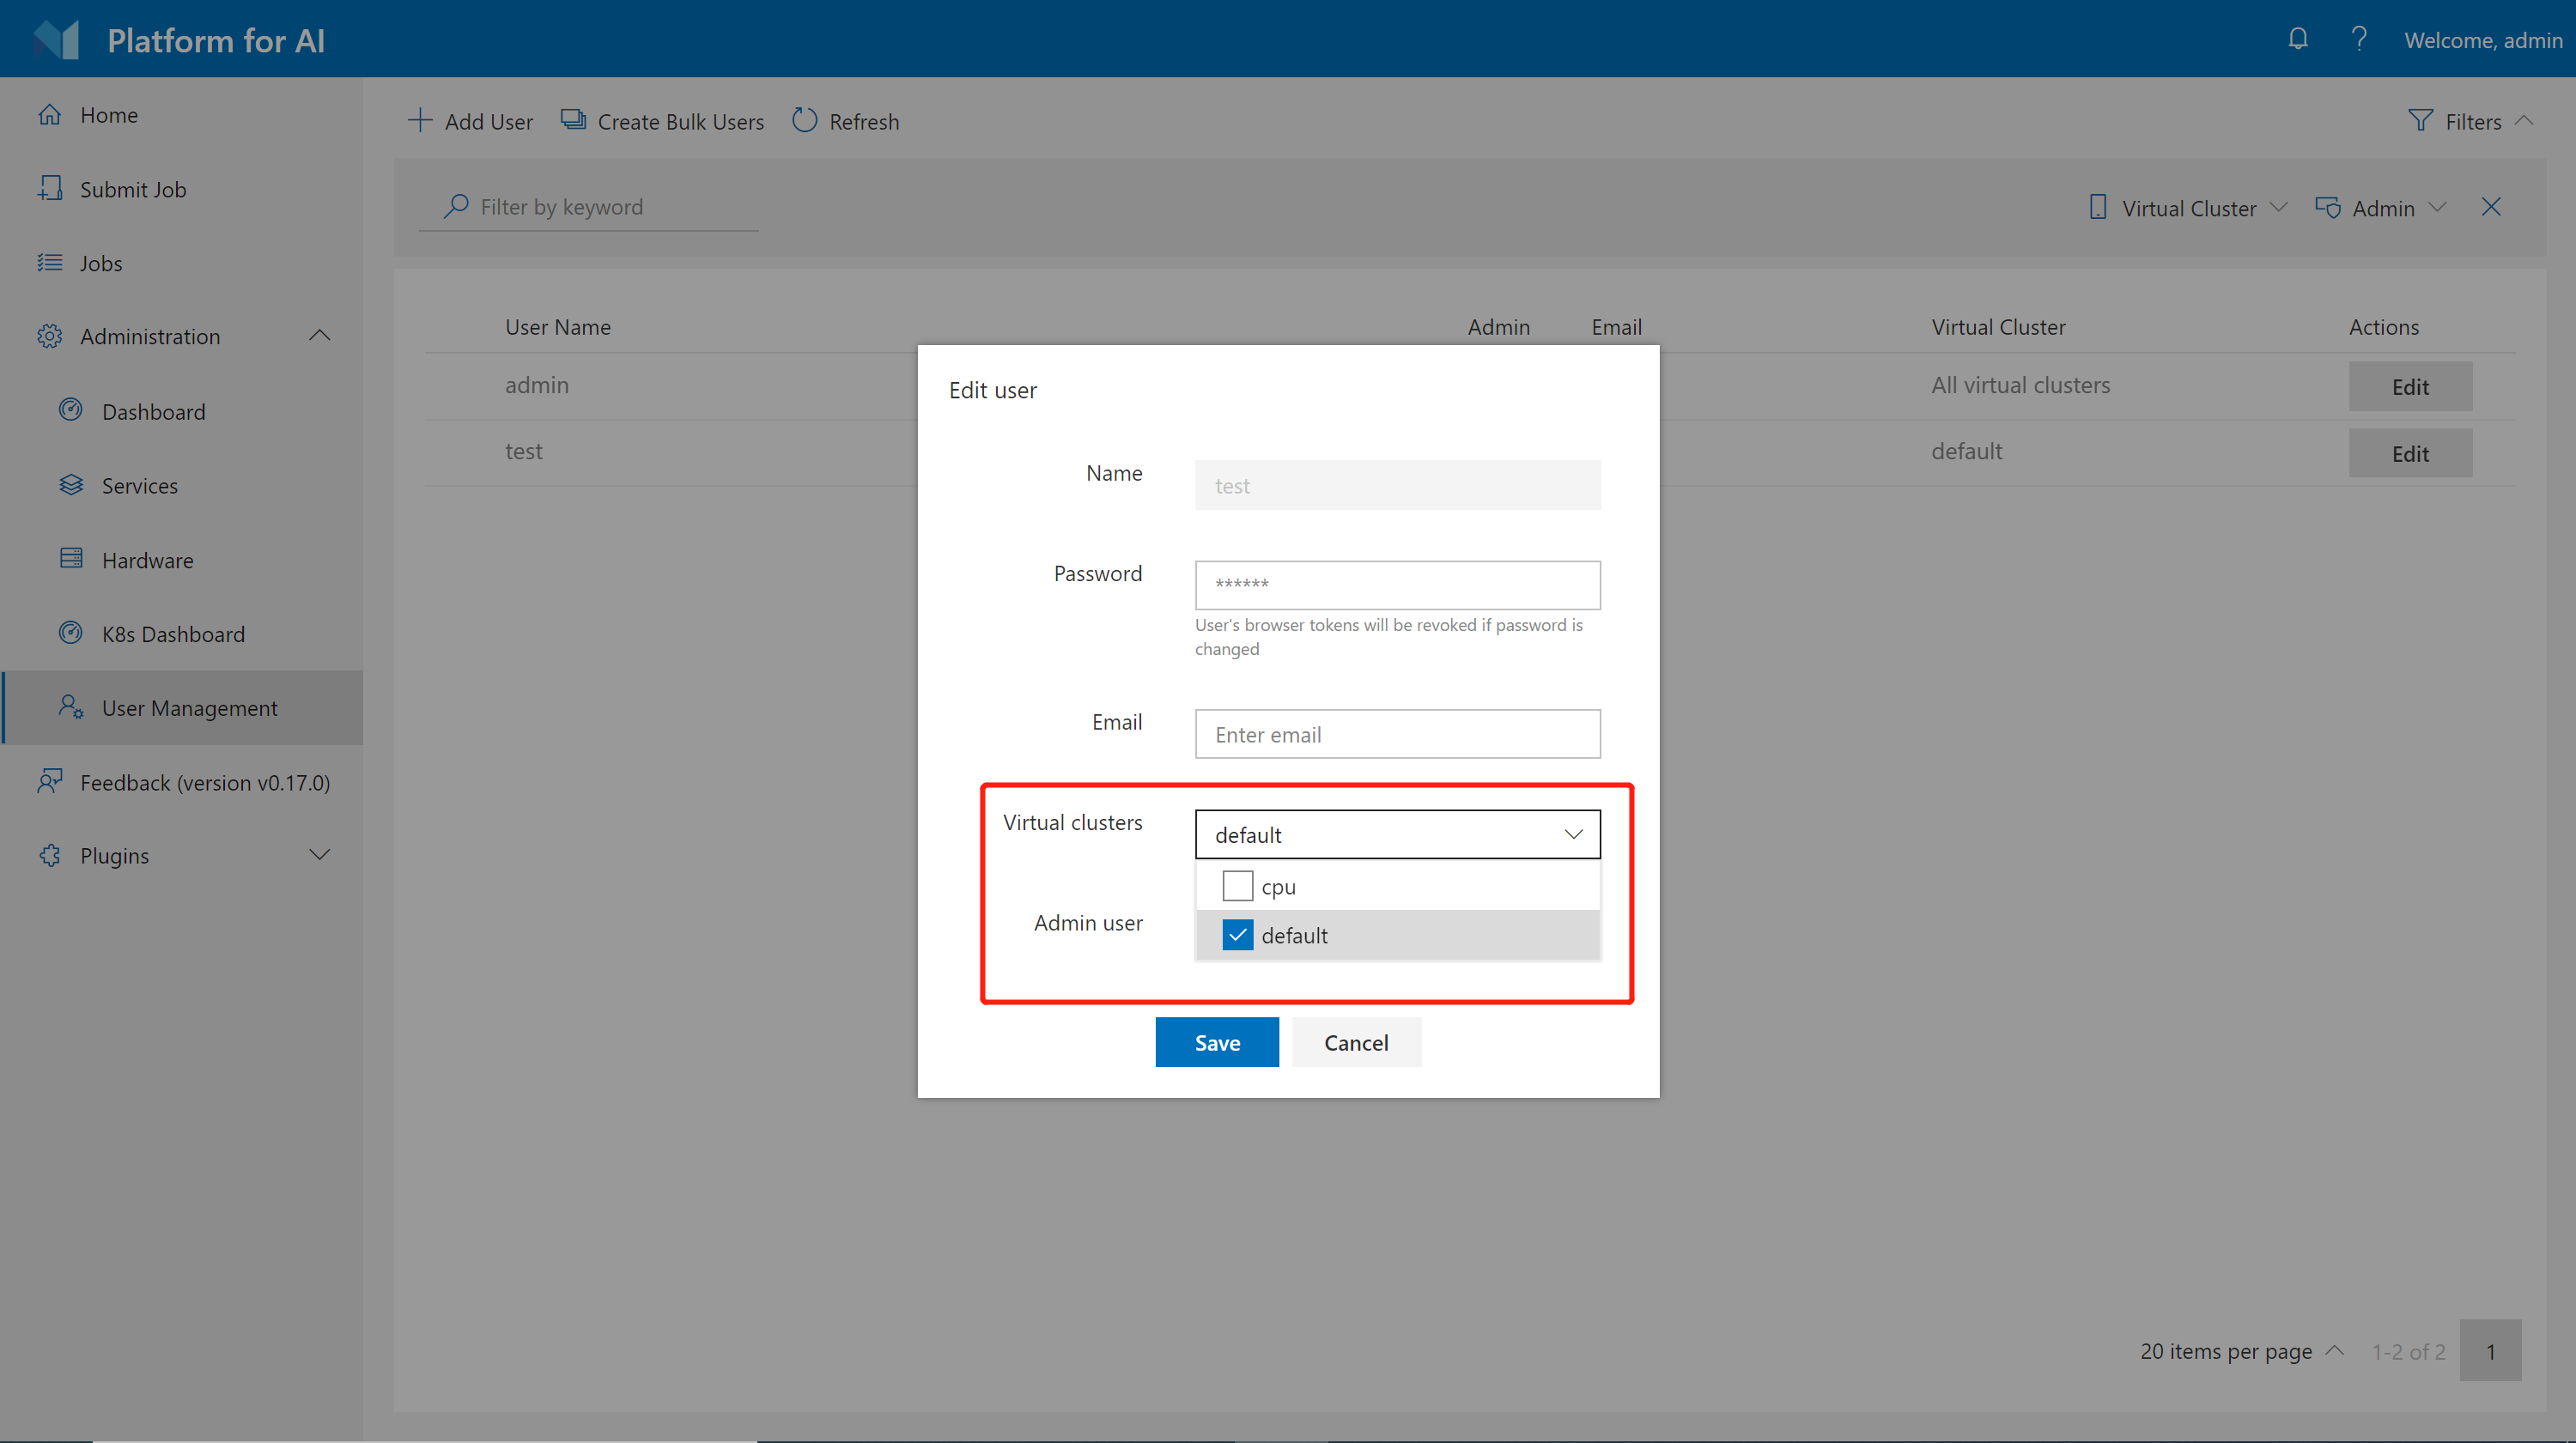 Platform for AI
Welcome, admin
Home
Submit Job
Jobs
Administration
Dashboard
Services
Hardware
K8s Dashboard
User Management
Feedback (version v0.17.0)
Plugins
Add User Create Bulk Users Refresh Filters
Filter by keyword Virtual Cluster Admin
User Name Admin Email Virtual Cluster Actions
admin All virtual clusters Edit
test default Edit
Edit user
Name test
Password ******
User's browser tokens will be revoked if password is
changed
Email Enter email
Virtual clusters default
cpu
Admin user
default
Save Cancel
20 items per page 1-2 of 2 1